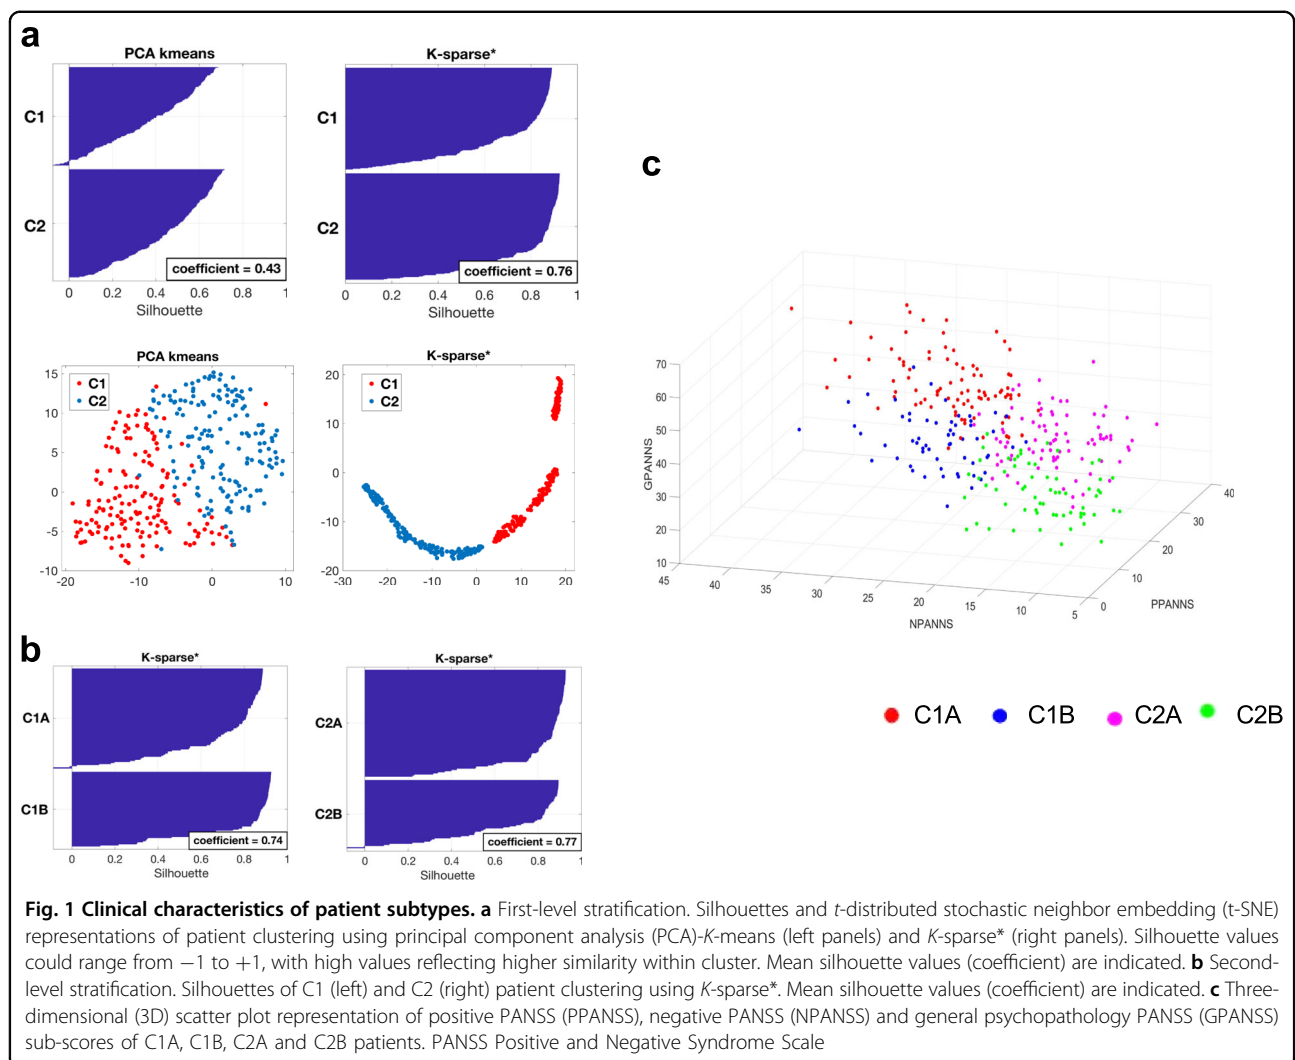 a
PCA kmeans
C1
C2
coefficient = 0.43
0 0.2 0.4 0.6 0.8 1
Silhouette
K-sparse*
C1
C2
coefficient = 0.76
0 0.2 0.4 0.6 0.8 1
Silhouette
PCA kmeans
C1
C2
15
10
5
0
-5
-10
-20 -10 0 10
K-sparse*
C1
C2
20
10
0
-10
-20
-30 -20 -10 0 10 20
b
K-sparse*
C1A
C1B
coefficient = 0.74
0 0.2 0.4 0.6 0.8 1
Silhouette
K-sparse*
C2A
C2B
coefficient = 0.77
0 0.2 0.4 0.6 0.8 1
Silhouette
c
GPANNS
70
60
50
40
30
20
10
45 40 35 30 25 20 15 10 5
NPANNS
0 10 20 30 40
PPANNS
C1A C1B C2A C2B
Fig. 1 Clinical characteristics of patient subtypes. a First-level stratification. Silhouettes and t-distributed stochastic neighbor embedding (t-SNE)
representations of patient clustering using principal component analysis (PCA)-K-means (left panels) and K-sparse* (right panels). Silhouette values
could range from −1 to +1, with high values reflecting higher similarity within cluster. Mean silhouette values (coefficient) are indicated. b Second-
level stratification. Silhouettes of C1 (left) and C2 (right) patient clustering using K-sparse*. Mean silhouette values (coefficient) are indicated. c Three-
dimensional (3D) scatter plot representation of positive PANSS (PPANSS), negative PANSS (NPANSS) and general psychopathology PANSS (GPANSS)
sub-scores of C1A, C1B, C2A and C2B patients. PANSS Positive and Negative Syndrome Scale